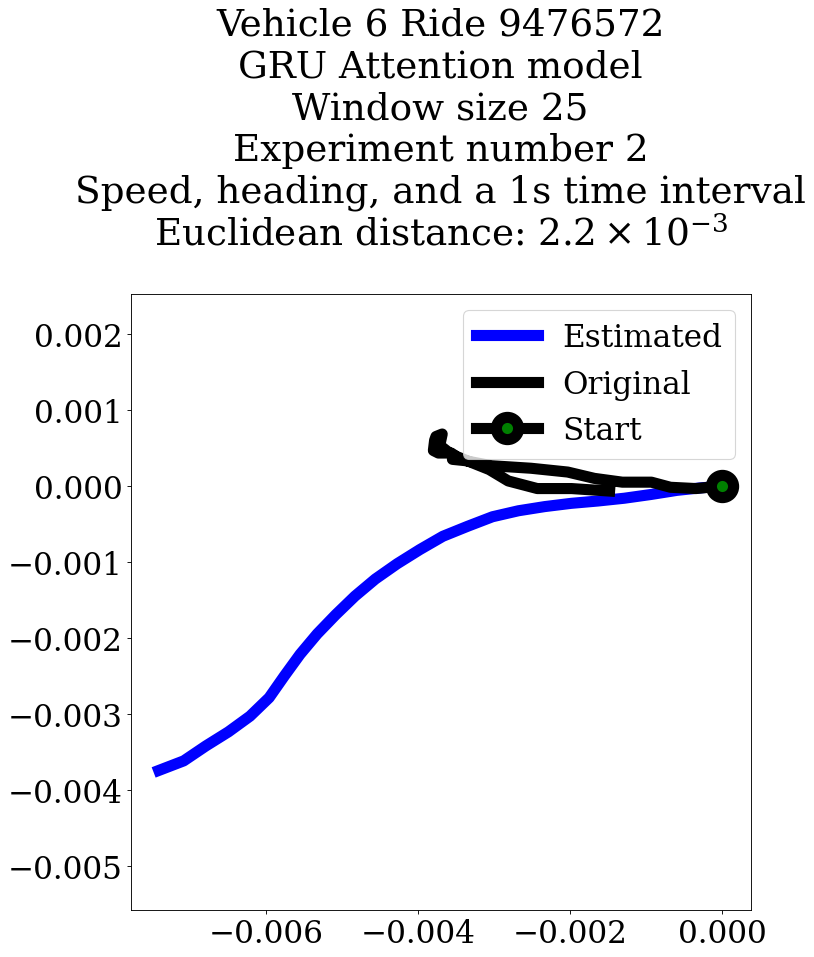 Vehicle 6 Ride 9476572
GRU Attention model
Window size 25
Experiment number 2
Speed, heading, and a 1s time interval
Euclidean distance: 2.2 × 10⁻³
Estimated
Original
Start
0.002
0.001
0.000
−0.001
−0.002
−0.003
−0.004
−0.005
−0.006 −0.004 −0.002 0.000